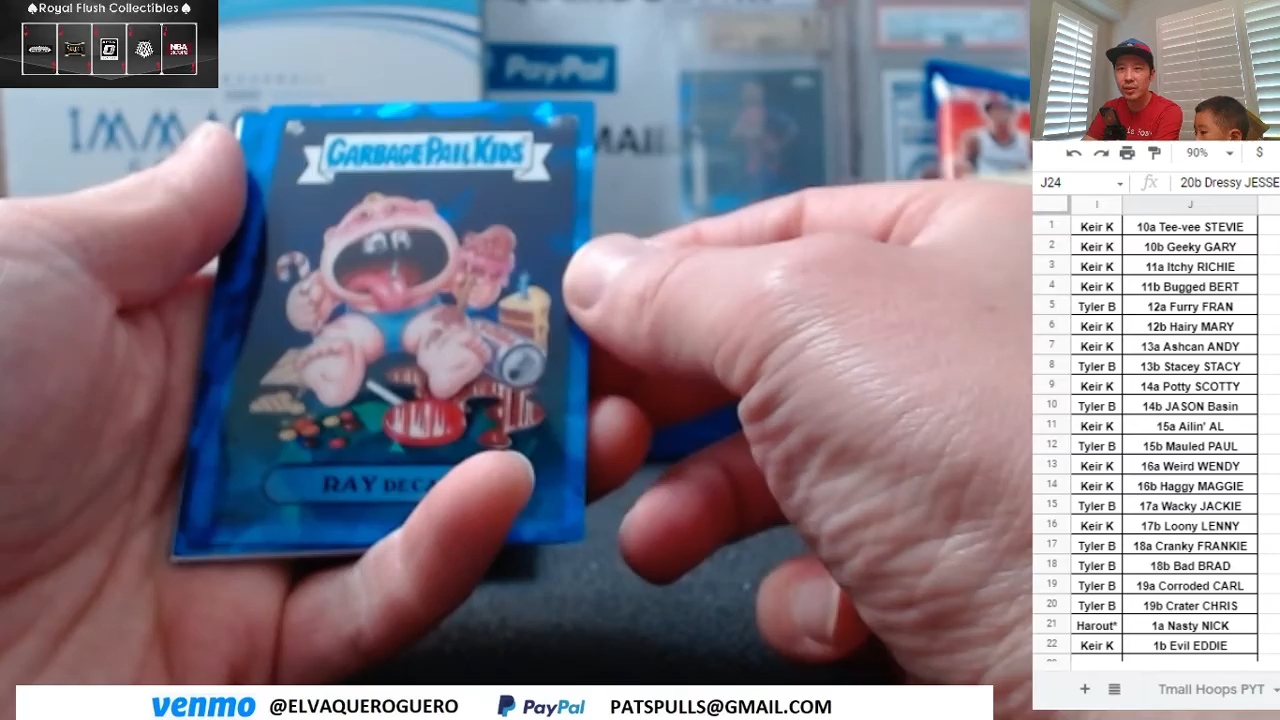 ♠Royal Flush Collectibles♠
NBA
PayPal
IMMA
MAIL
GARBAGE PAIL KIDS
RAY DECA
90%
$
J24
fx
20b Dressy JESSE
I
J
1 Keir K 10a Tee-vee STEVIE
2 Keir K 10b Geeky GARY
3 Keir K 11a Itchy RICHIE
4 Keir K 11b Bugged BERT
5 Tyler B 12a Furry FRAN
6 Keir K 12b Hairy MARY
7 Keir K 13a Ashcan ANDY
8 Tyler B 13b Stacey STACY
9 Keir K 14a Potty SCOTTY
10 Tyler B 14b JASON Basin
11 Keir K 15a Ailin' AL
12 Tyler B 15b Mauled PAUL
13 Keir K 16a Weird WENDY
14 Keir K 16b Haggy MAGGIE
15 Tyler B 17a Wacky JACKIE
16 Keir K 17b Loony LENNY
17 Tyler B 18a Cranky FRANKIE
18 Tyler B 18b Bad BRAD
19 Tyler B 19a Corroded CARL
20 Tyler B 19b Crater CHRIS
21 Harout* 1a Nasty NICK
22 Keir K 1b Evil EDDIE
+
Tmall Hoops PYT
venmo @ELVAQUEROGUERO PayPal PATSPULLS@GMAIL.COM